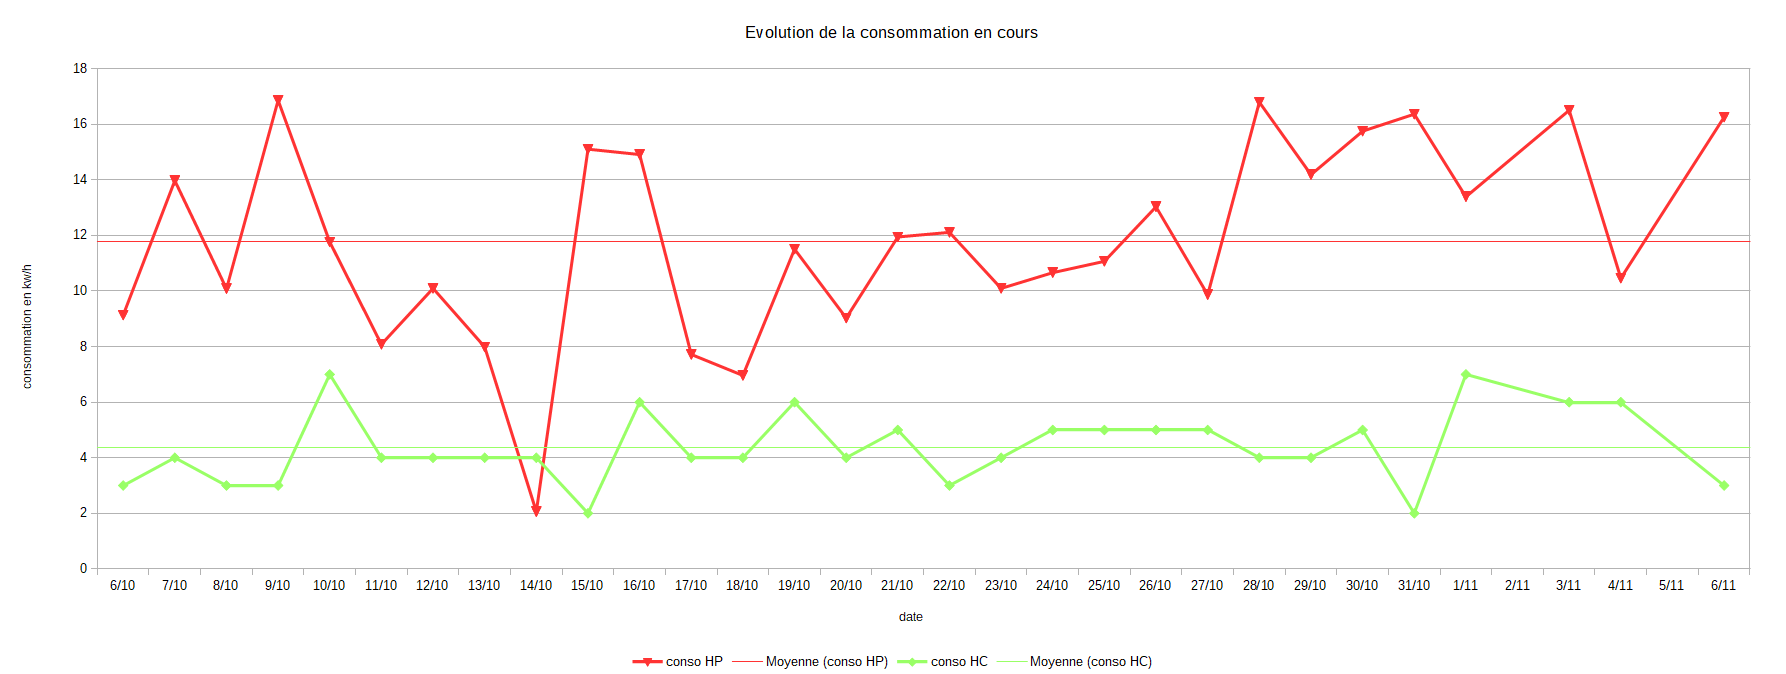 Evolution de la consommation en cours
18
16
14
12
10
8
6
4
2
0
consommation en kw/h
6/10 7/10 8/10 9/10 10/10 11/10 12/10 13/10 14/10 15/10 16/10 17/10 18/10 19/10 20/10 21/10 22/10 23/10 24/10 25/10 26/10 27/10 28/10 29/10 30/10 31/10 1/11 2/11 3/11 4/11 5/11 6/11
date
conso HP Moyenne (conso HP) conso HC Moyenne (conso HC)